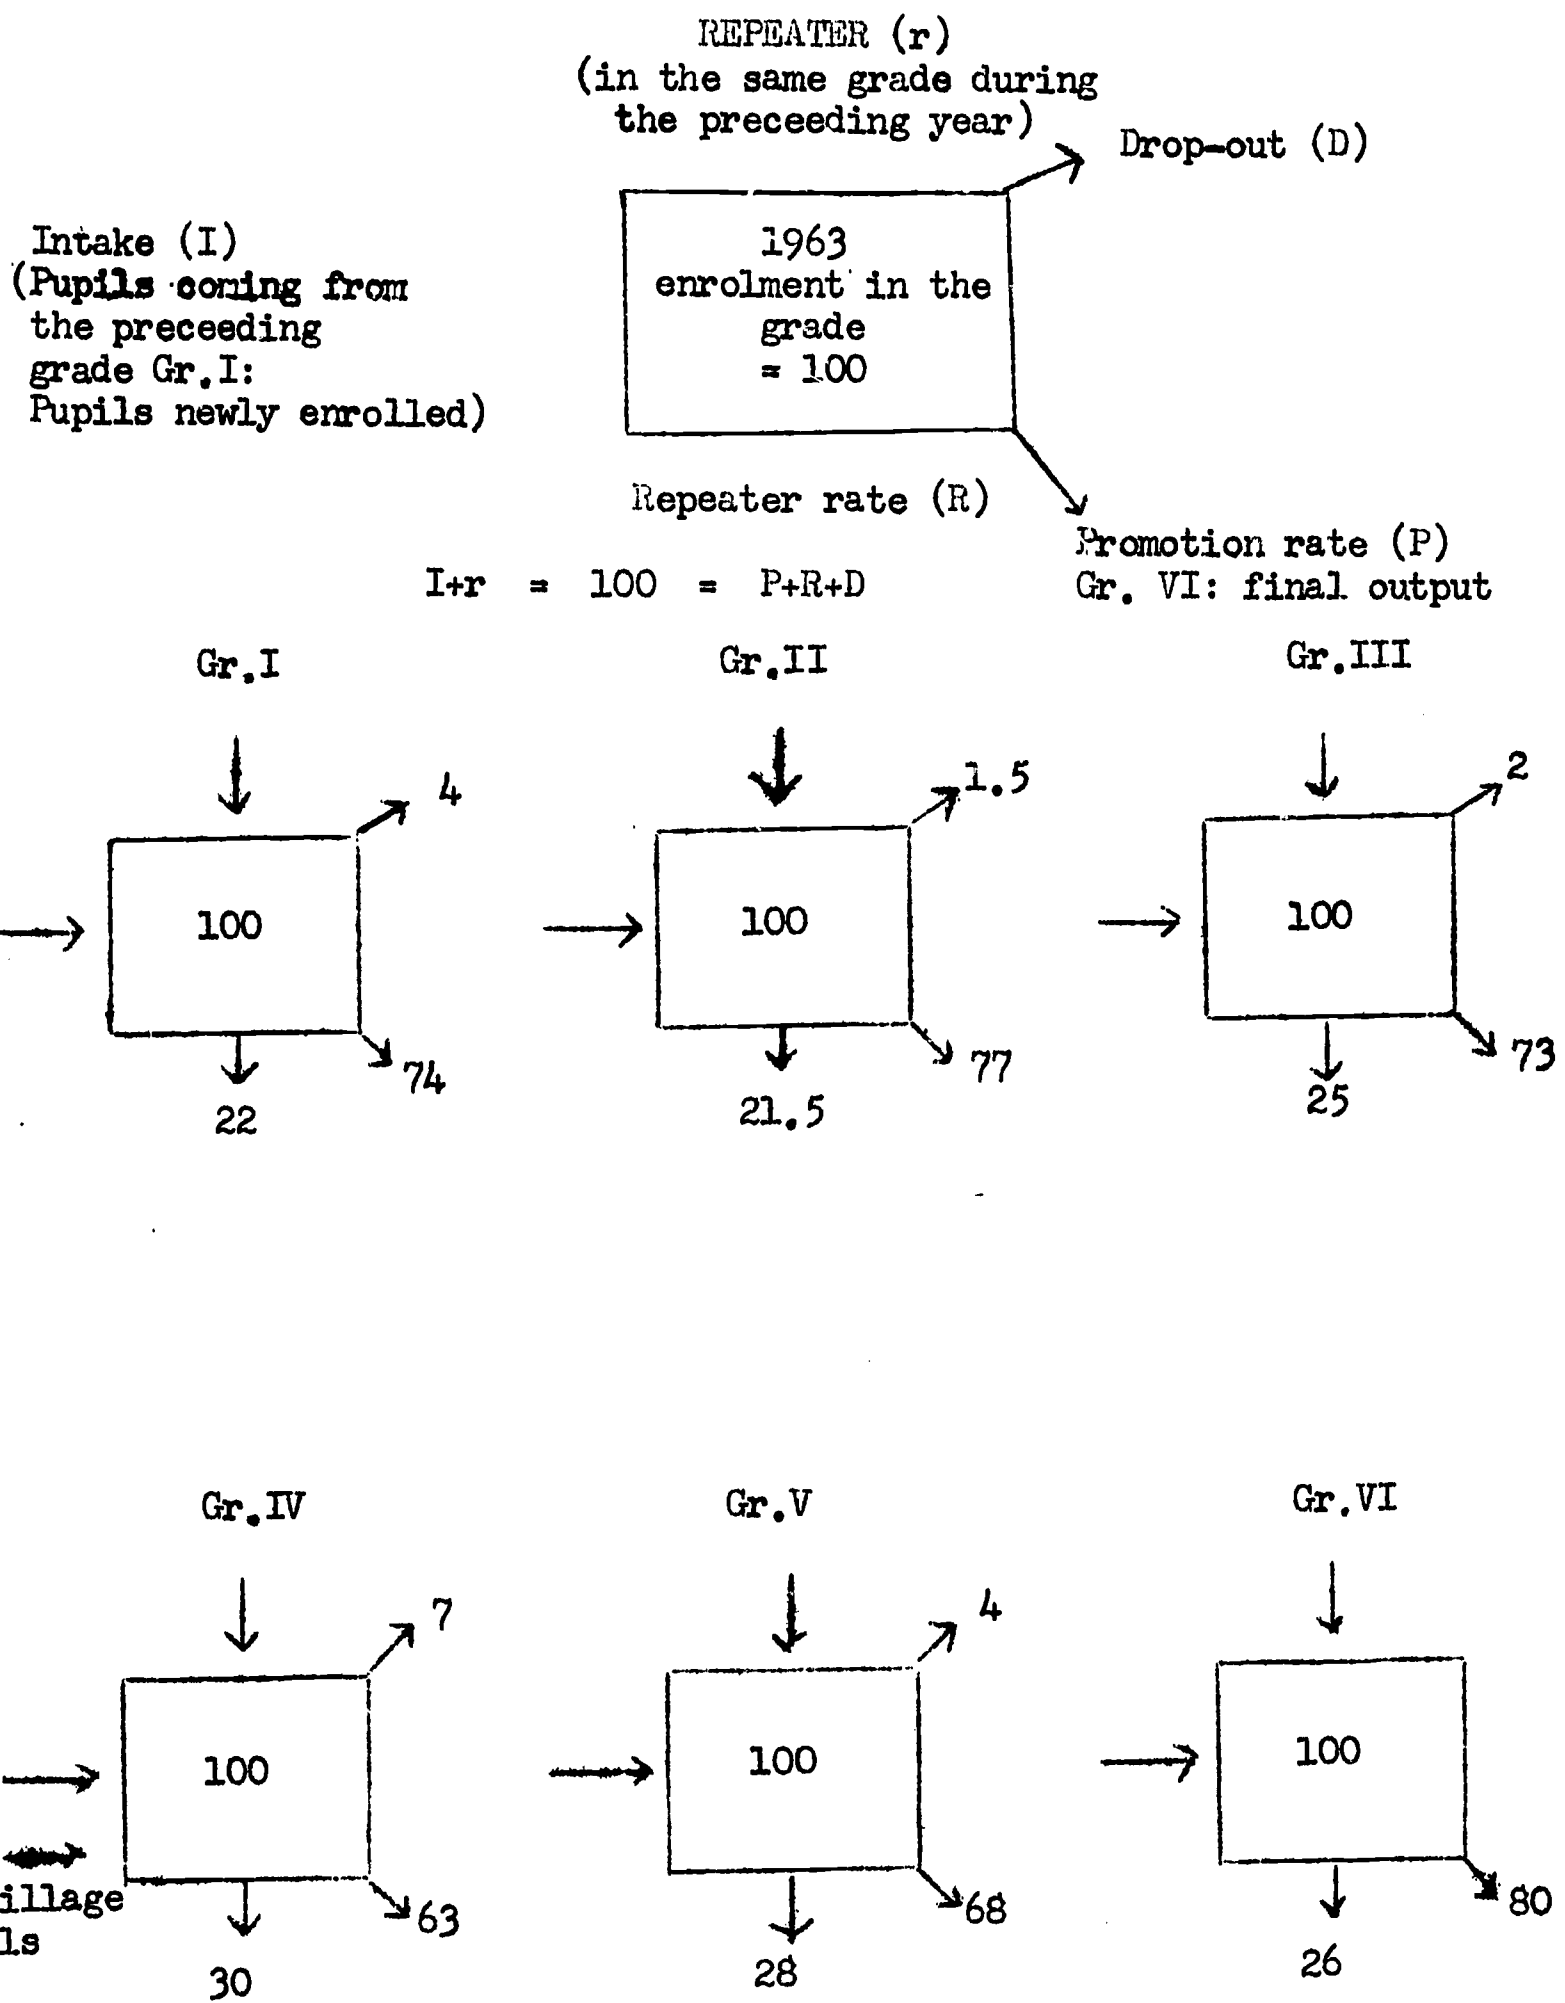 REPEATER (r)
(in the same grade during
the preceeding year)
Drop-out (D)
Intake (I)
(Pupils coming from
the preceeding
grade Gr.I:
Pupils newly enrolled)
1963
enrolment in the
grade
= 100
Repeater rate (R)
Promotion rate (P)
Gr. VI: final output
I+r = 100 = P+R+D
Gr.I Gr.II Gr.III
4 1.5 2
100 100 100
74 77 73
22 21.5 25
Gr.IV Gr.V Gr.VI
7 4
100 100 100
illage
ls
63 68 80
30 28 26